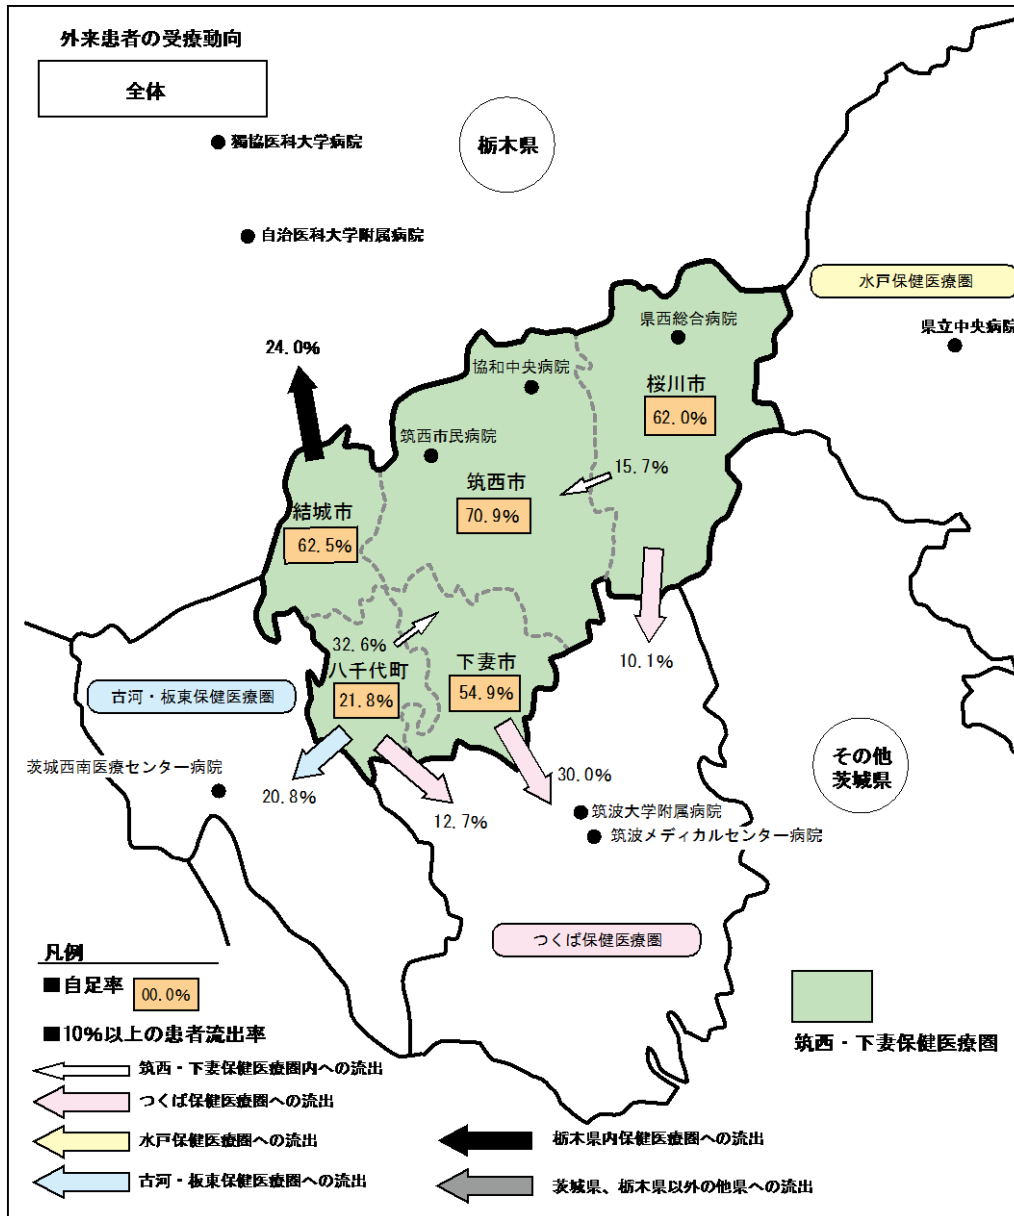 外来患者の受療動向
全体
獨協医科大学病院
栃木県
自治医科大学附属病院
水戸保健医療圏
県西総合病院
県立中央病院
24.0%
協和中央病院
桜川市
62.0%
筑西市民病院
15.7%
筑西市
70.9%
結城市
62.5%
32.6%
10.1%
八千代町
下妻市
21.8%
54.9%
古河・板東保健医療圏
その他
茨城県
茨城西南医療センター病院
20.8%
30.0%
12.7%
筑波大学附属病院
筑波メディカルセンター病院
つくば保健医療圏
凡例
■自足率 00.0%
■10%以上の患者流出率
筑西・下妻保健医療圏
筑西・下妻保健医療圏内への流出
つくば保健医療圏への流出
水戸保健医療圏への流出
栃木県内保健医療圏への流出
古河・板東保健医療圏への流出
茨城県、栃木県以外の他県への流出